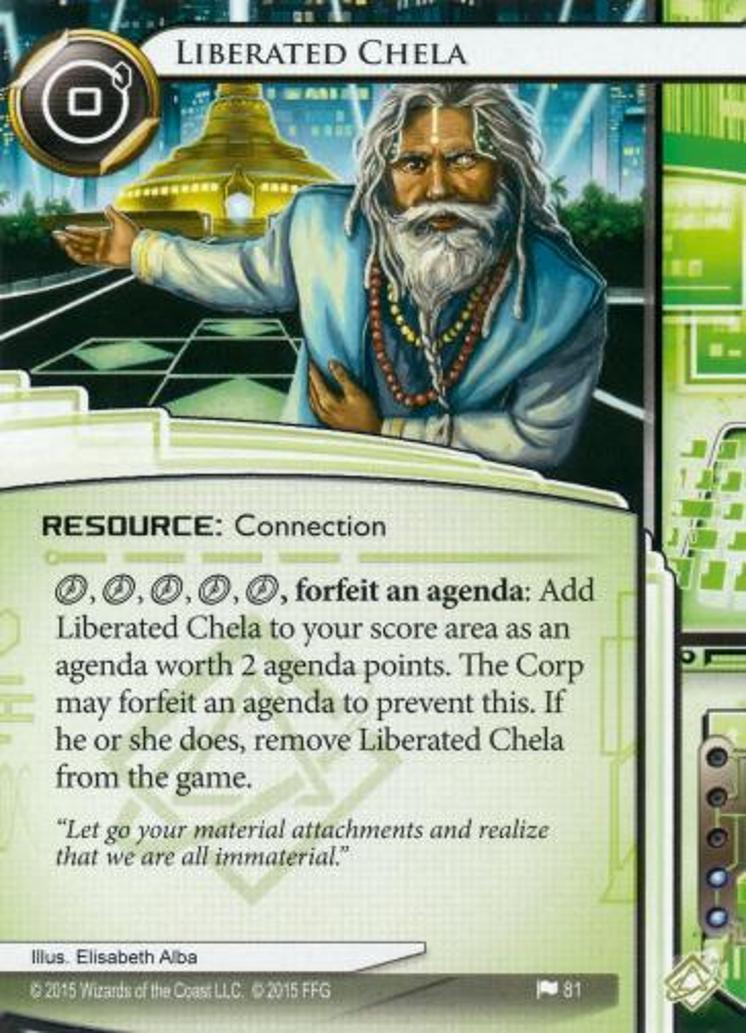 LIBERATED CHELA
RESOURCE: Connection
, , , , , forfeit an agenda: Add
Liberated Chela to your score area as an
agenda worth 2 agenda points. The Corp
may forfeit an agenda to prevent this. If
he or she does, remove Liberated Chela
from the game.
“Let go your material attachments and realize
that we are all immaterial.”
Illus. Elisabeth Alba
© 2015 Wizards of the Coast LLC. © 2015 FFG
81